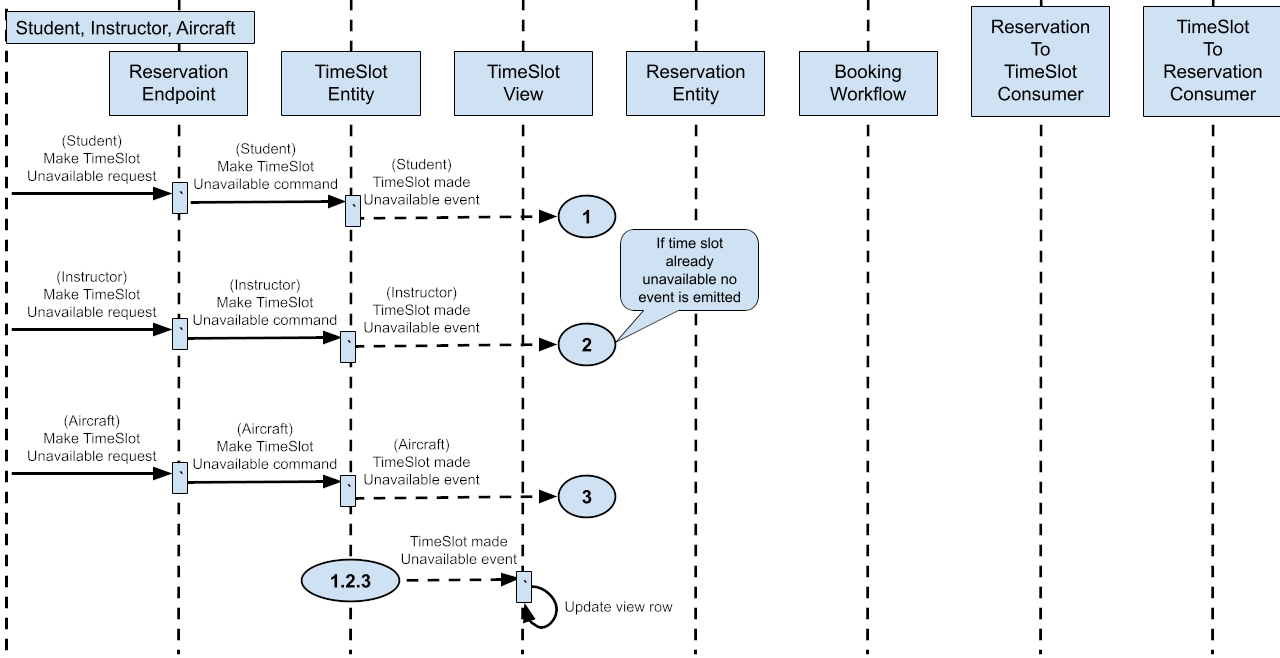 Student, Instructor, Aircraft
Reservation
Endpoint
TimeSlot
Entity
TimeSlot
View
Reservation
Entity
Booking
Workflow
Reservation
To
TimeSlot
Consumer
TimeSlot
To
Reservation
Consumer
(Student)
Make TimeSlot
Unavailable request
`
(Student)
Make TimeSlot
Unavailable command
`
(Student)
TimeSlot made
Unavailable event
1
If time slot
already
unavailable no
event is emitted
(Instructor)
Make TimeSlot
Unavailable request
`
(Instructor)
Make TimeSlot
Unavailable command
`
(Instructor)
TimeSlot made
Unavailable event
2
(Aircraft)
Make TimeSlot
Unavailable request
`
(Aircraft)
Make TimeSlot
Unavailable command
`
(Aircraft)
TimeSlot made
Unavailable event
3
1.2.3
TimeSlot made
Unavailable event
`
Update view row